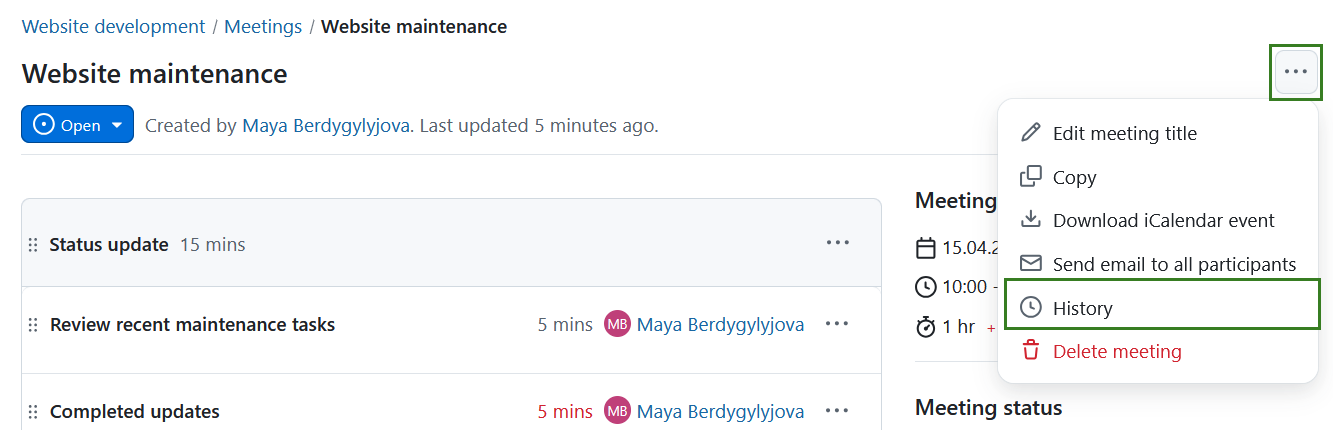 Website development / Meetings / Website maintenance
Website maintenance
Open Created by Maya Berdygylyjova. Last updated 5 minutes ago.
Edit meeting title
Copy
Download iCalendar event
Send email to all participants
History
Delete meeting
Status update 15 mins
Review recent maintenance tasks 5 mins MB Maya Berdygylyjova
Completed updates 5 mins MB Maya Berdygylyjova
Meeting
15.04.2
10:00 -
1 hr +
Meeting status